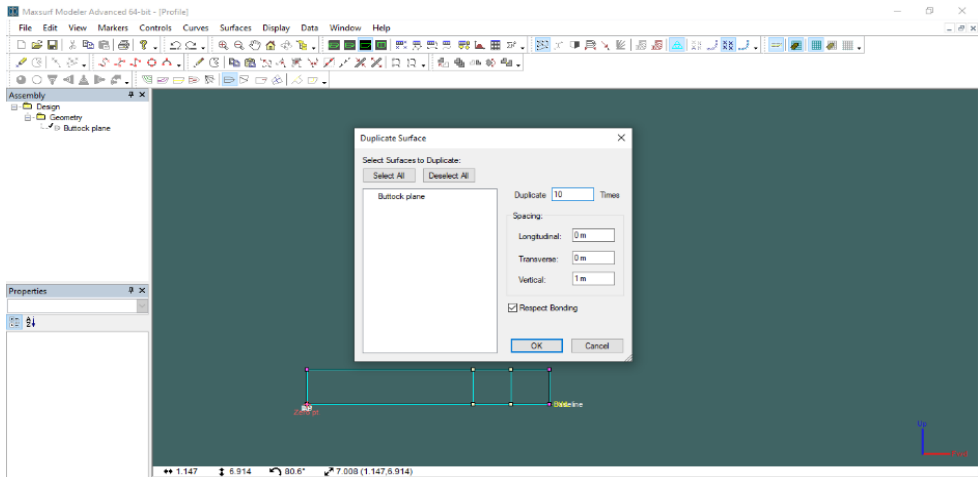 Maxsurf Modeler Advanced 64-bit - [Profile]
File Edit View Markers Controls Curves Surfaces Display Data Window Help
Assembly
Design
Geometry
Buttock plane
Duplicate Surface
Select Surfaces to Duplicate:
Select All Deselect All
Buttock plane
Duplicate 10 Times
Spacing:
Longitudinal: 0 m
Transverse: 0 m
Vertical: 1 m
Respect Bonding
OK Cancel
Properties
Up
1.147 6.914 80.6° 7.008 (1.147,6.914)